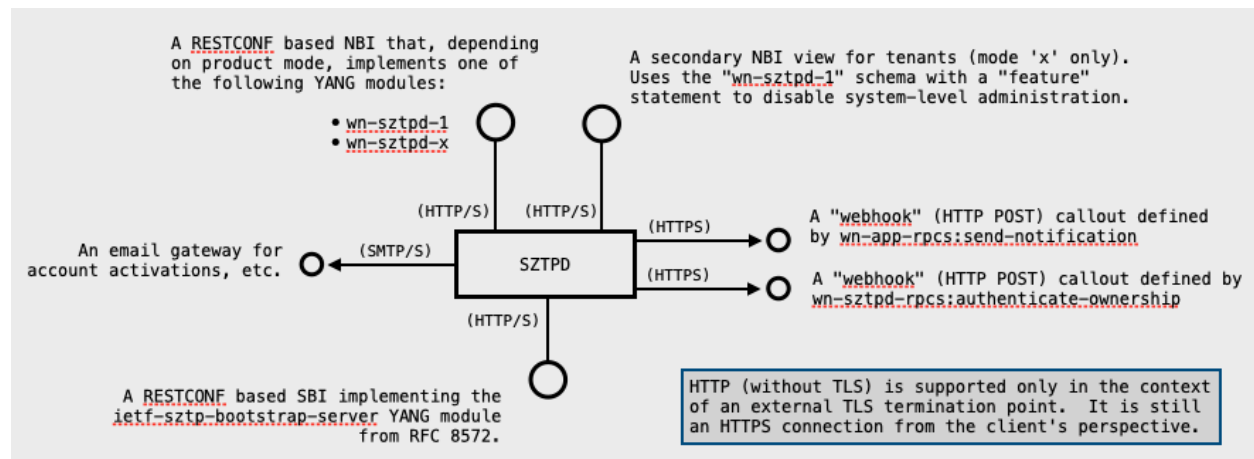 A RESTCONF based NBI that, depending
on product mode, implements one of
the following YANG modules:
• wn-sztpd-1
• wn-sztpd-x
A secondary NBI view for tenants (mode 'x' only).
Uses the "wn-sztpd-1" schema with a "feature"
statement to disable system-level administration.
(HTTP/S)
(HTTP/S)
An email gateway for
account activations, etc.
(SMTP/S)
SZTPD
(HTTPS)
A "webhook" (HTTP POST) callout defined
by wn-app-rpcs:send-notification
(HTTPS)
A "webhook" (HTTP POST) callout defined by
wn-sztpd-rpcs:authenticate-ownership
(HTTP/S)
A RESTCONF based SBI implementing the
ietf-sztp-bootstrap-server YANG module
from RFC 8572.
HTTP (without TLS) is supported only in the context
of an external TLS termination point.  It is still
an HTTPS connection from the client's perspective.